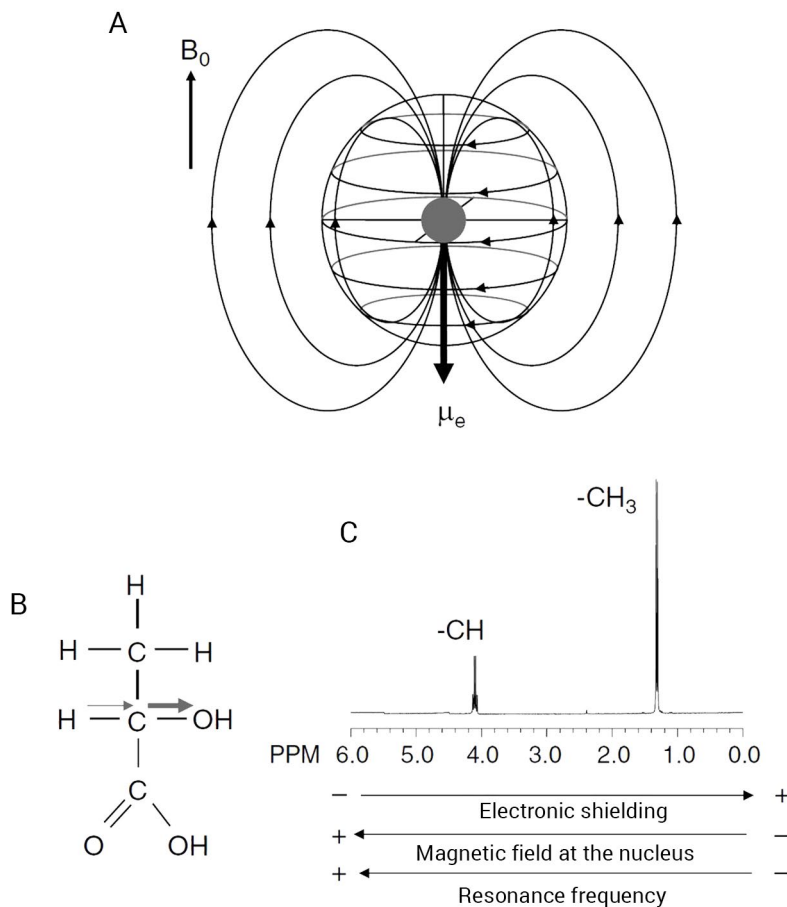 A
B₀
μₑ
C
-CH₃
-CH
B
H
H C H
H C OH
C
O OH
PPM 6.0 5.0 4.0 3.0 2.0 1.0 0.0
− Electronic shielding +
+ Magnetic field at the nucleus −
+ Resonance frequency −